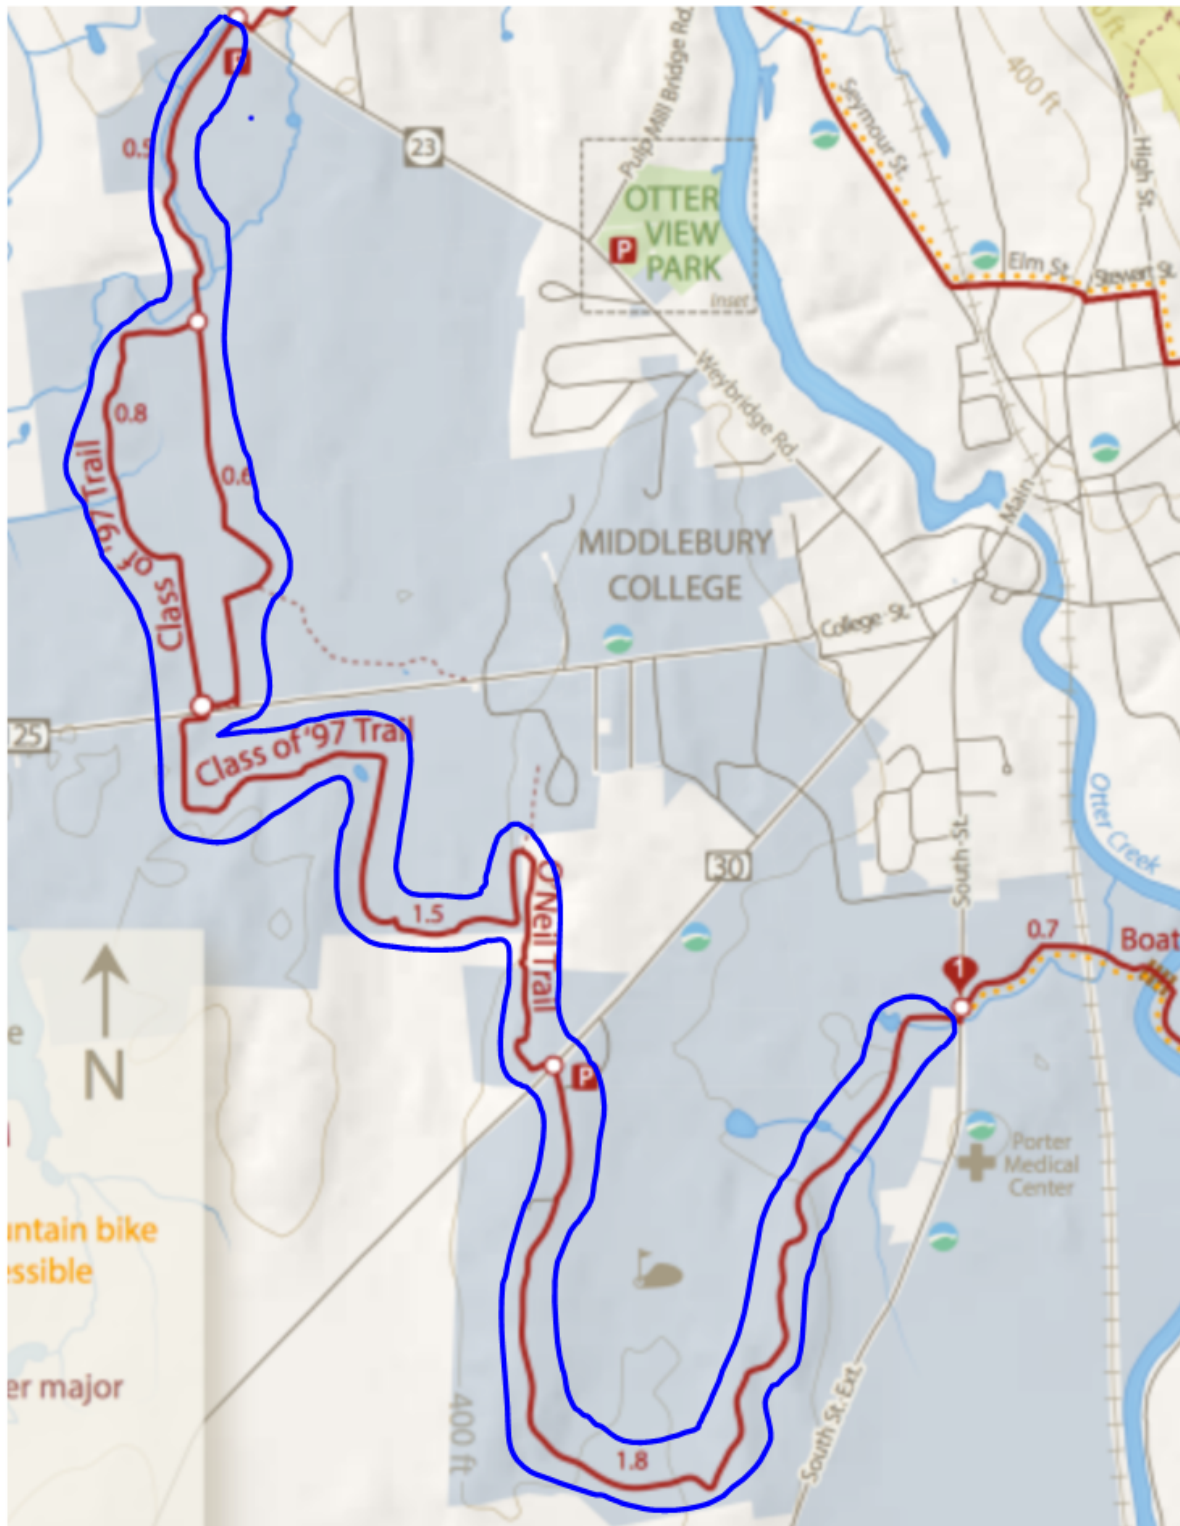 P
0.5
23
Pulp Mill Bridge Rd.
Seymour St.
400 ft
High St.
0 ft
OTTER
VIEW
PARK
P
inset
Elm St.
Stewart St.
Weybridge Rd.
0.8
0.6
Class of '97 Trail
Main
MIDDLEBURY
COLLEGE
College St.
25
Class of '97 Trail
Otter Creek
30
South St.
O'Neil Trail
1.5
0.7
Boat
1
e
N
P
Porter
Medical
Center
untain bike
essible
er major
400 ft
1.8
South St. Ext.